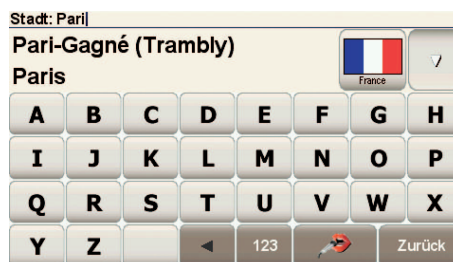 Stadt: Pari
Pari-Gagné (Trambly)
Paris
France
A B C D E F G H
I J K L M N O P
Q R S T U V W X
Y Z 123 Zurück